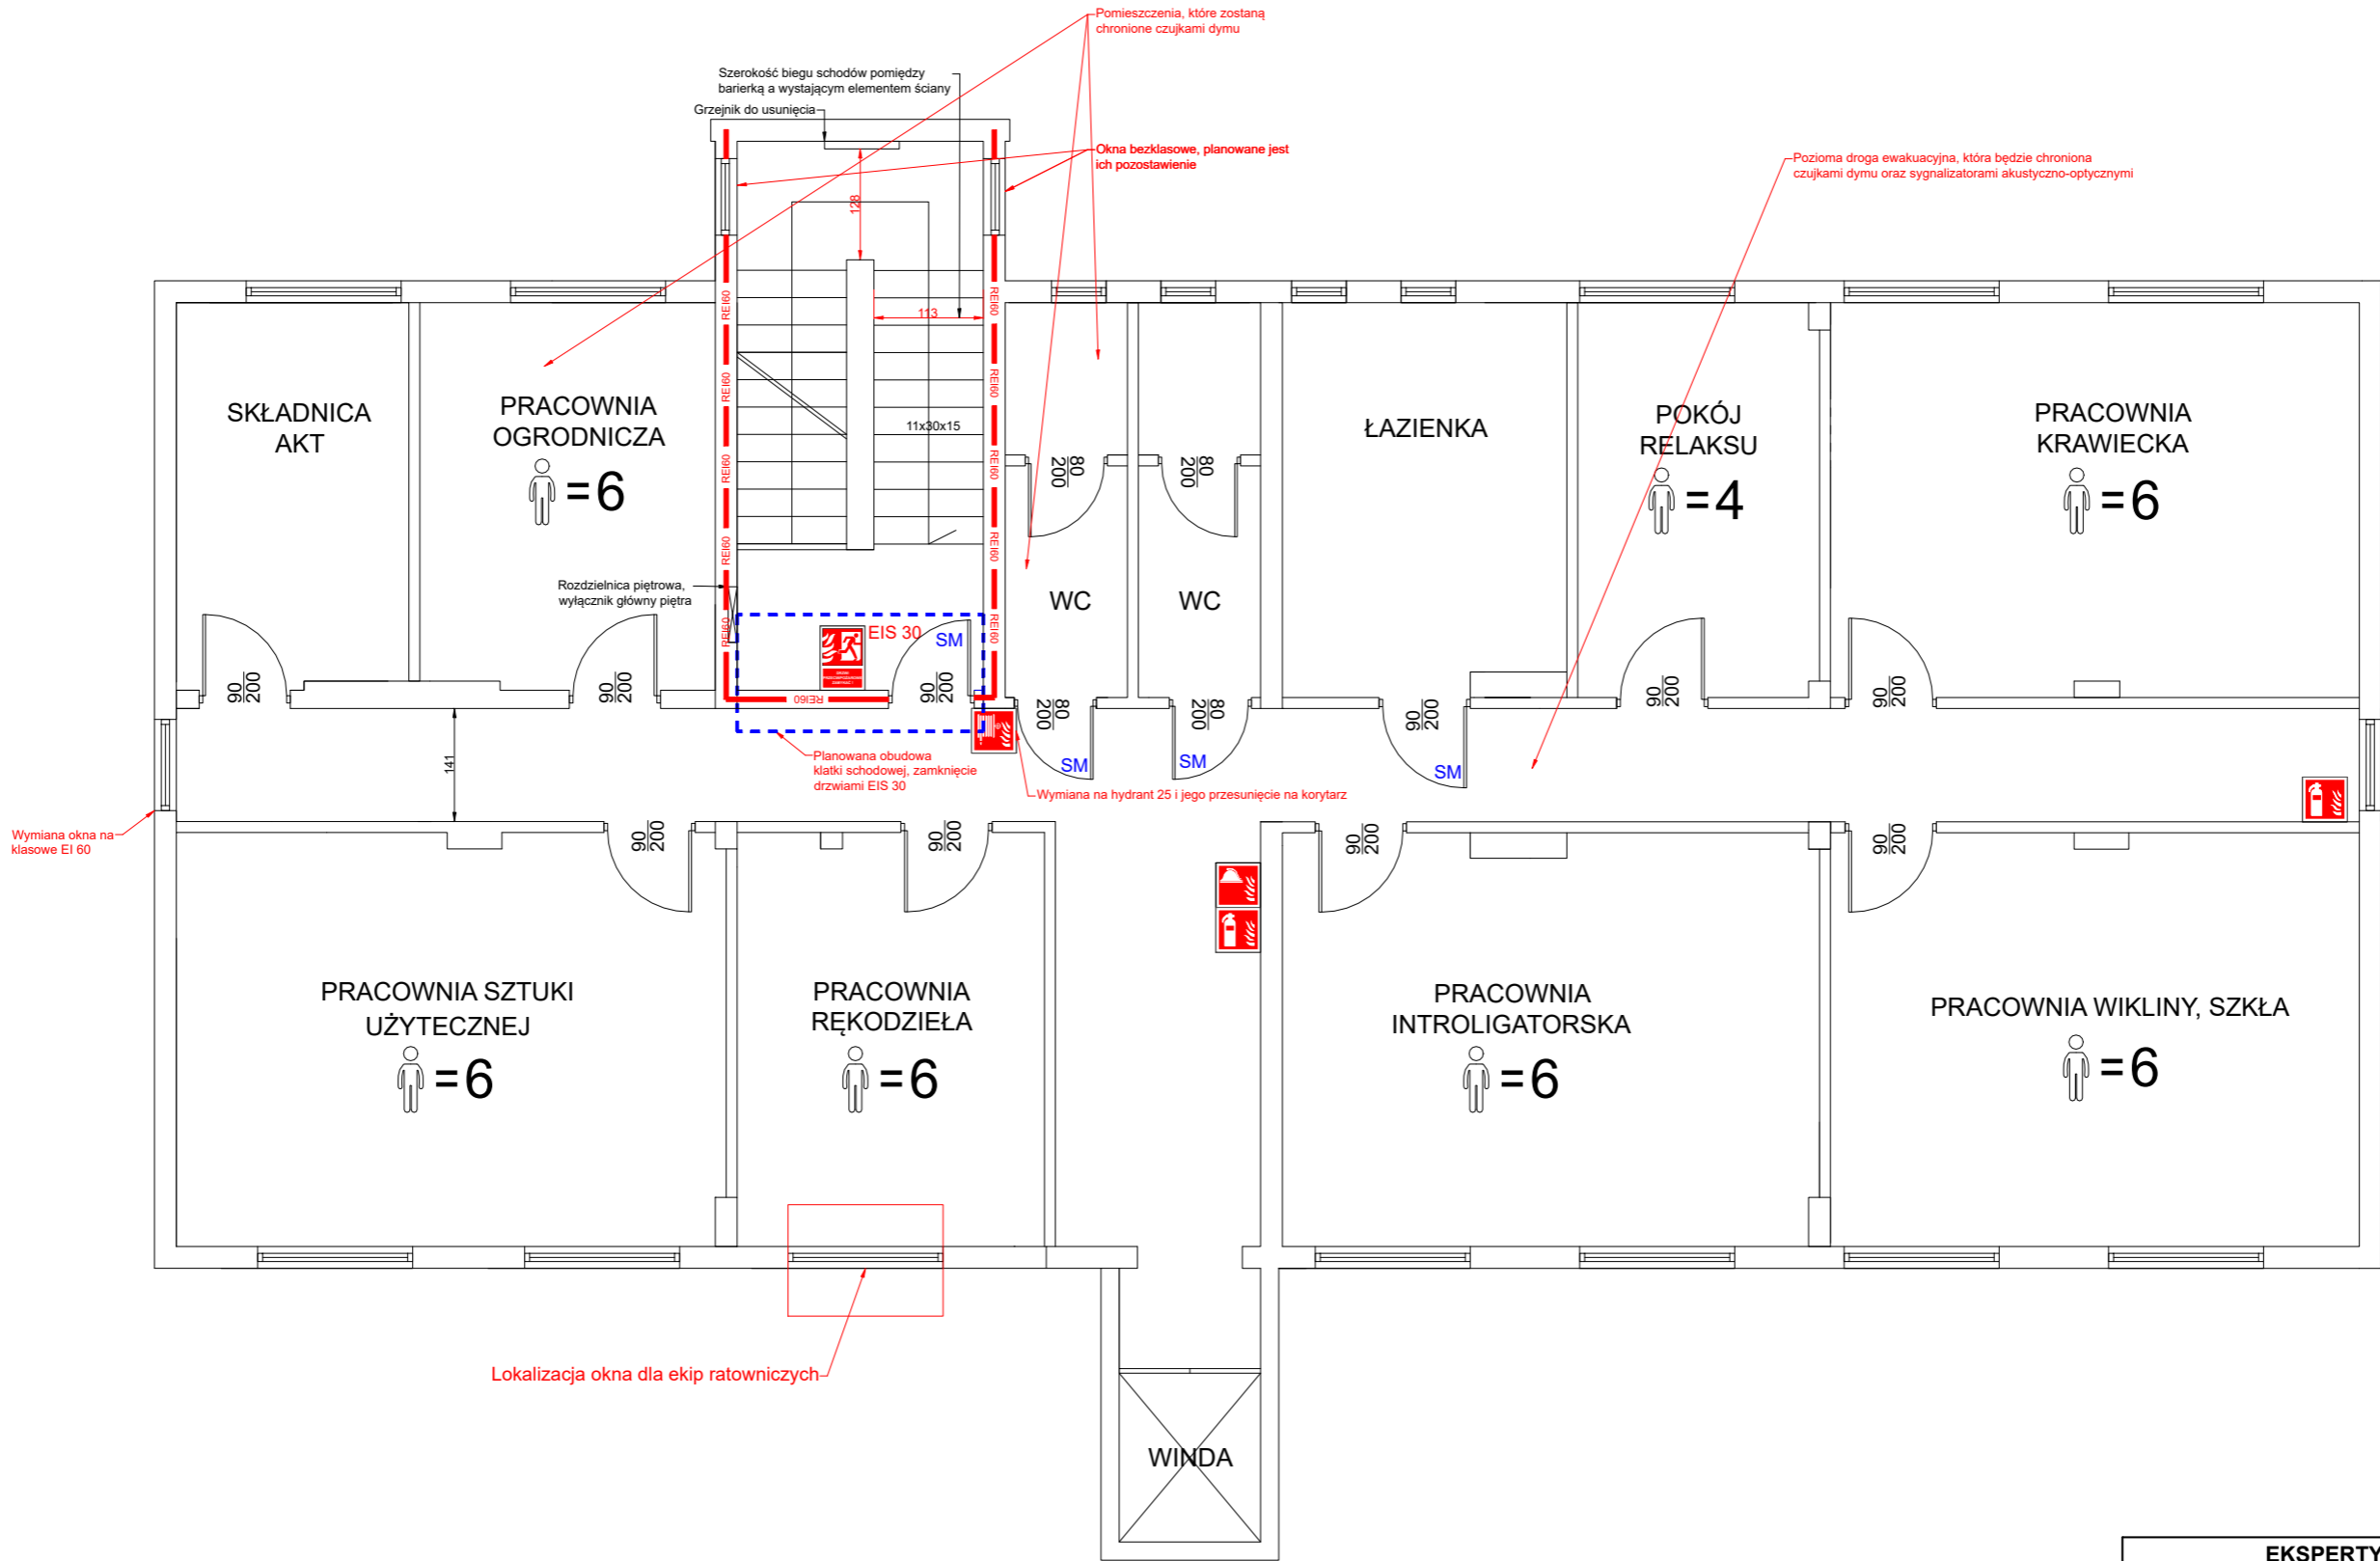 Pomieszczenia, które zostaną
chronione czujkami dymu
Szerokość biegu schodów pomiędzy
barierką a wystającym elementem ściany
Grzejnik do usunięcia
Okna bezklasowe, planowane jest
ich pozostawienie
Pozioma droga ewakuacyjna, która będzie chroniona
czujkami dymu oraz sygnalizatorami akustyczno-optycznymi
128
113
11x30x15
REI60
REI60
REI60
REI60
REI60
REI60
REI60
REI60
REI60
REI60
REI60
SKŁADNICA
AKT
PRACOWNIA
OGRODNICZA
=6
ŁAZIENKA
POKÓJ
RELAKSU
=4
PRACOWNIA
KRAWIECKA
=6
80
200
80
200
Rozdzielnica piętrowa,
wyłącznik główny piętra
WC
WC
EIS 30
SM
90
200
90
200
90
200
80
200
80
200
90
200
90
200
90
200
SM
SM
SM
141
Planowana obudowa
klatki schodowej, zamknięcie
drzwiami EIS 30
Wymiana na hydrant 25 i jego przesunięcie na korytarz
Wymiana okna na
klasowe EI 60
90
200
90
200
90
200
90
200
PRACOWNIA SZTUKI
UŻYTECZNEJ
=6
PRACOWNIA
RĘKODZIEŁA
=6
PRACOWNIA
INTROLIGATORSKA
=6
PRACOWNIA WIKLINY, SZKŁA
=6
Lokalizacja okna dla ekip ratowniczych
WINDA
EKSPERTY